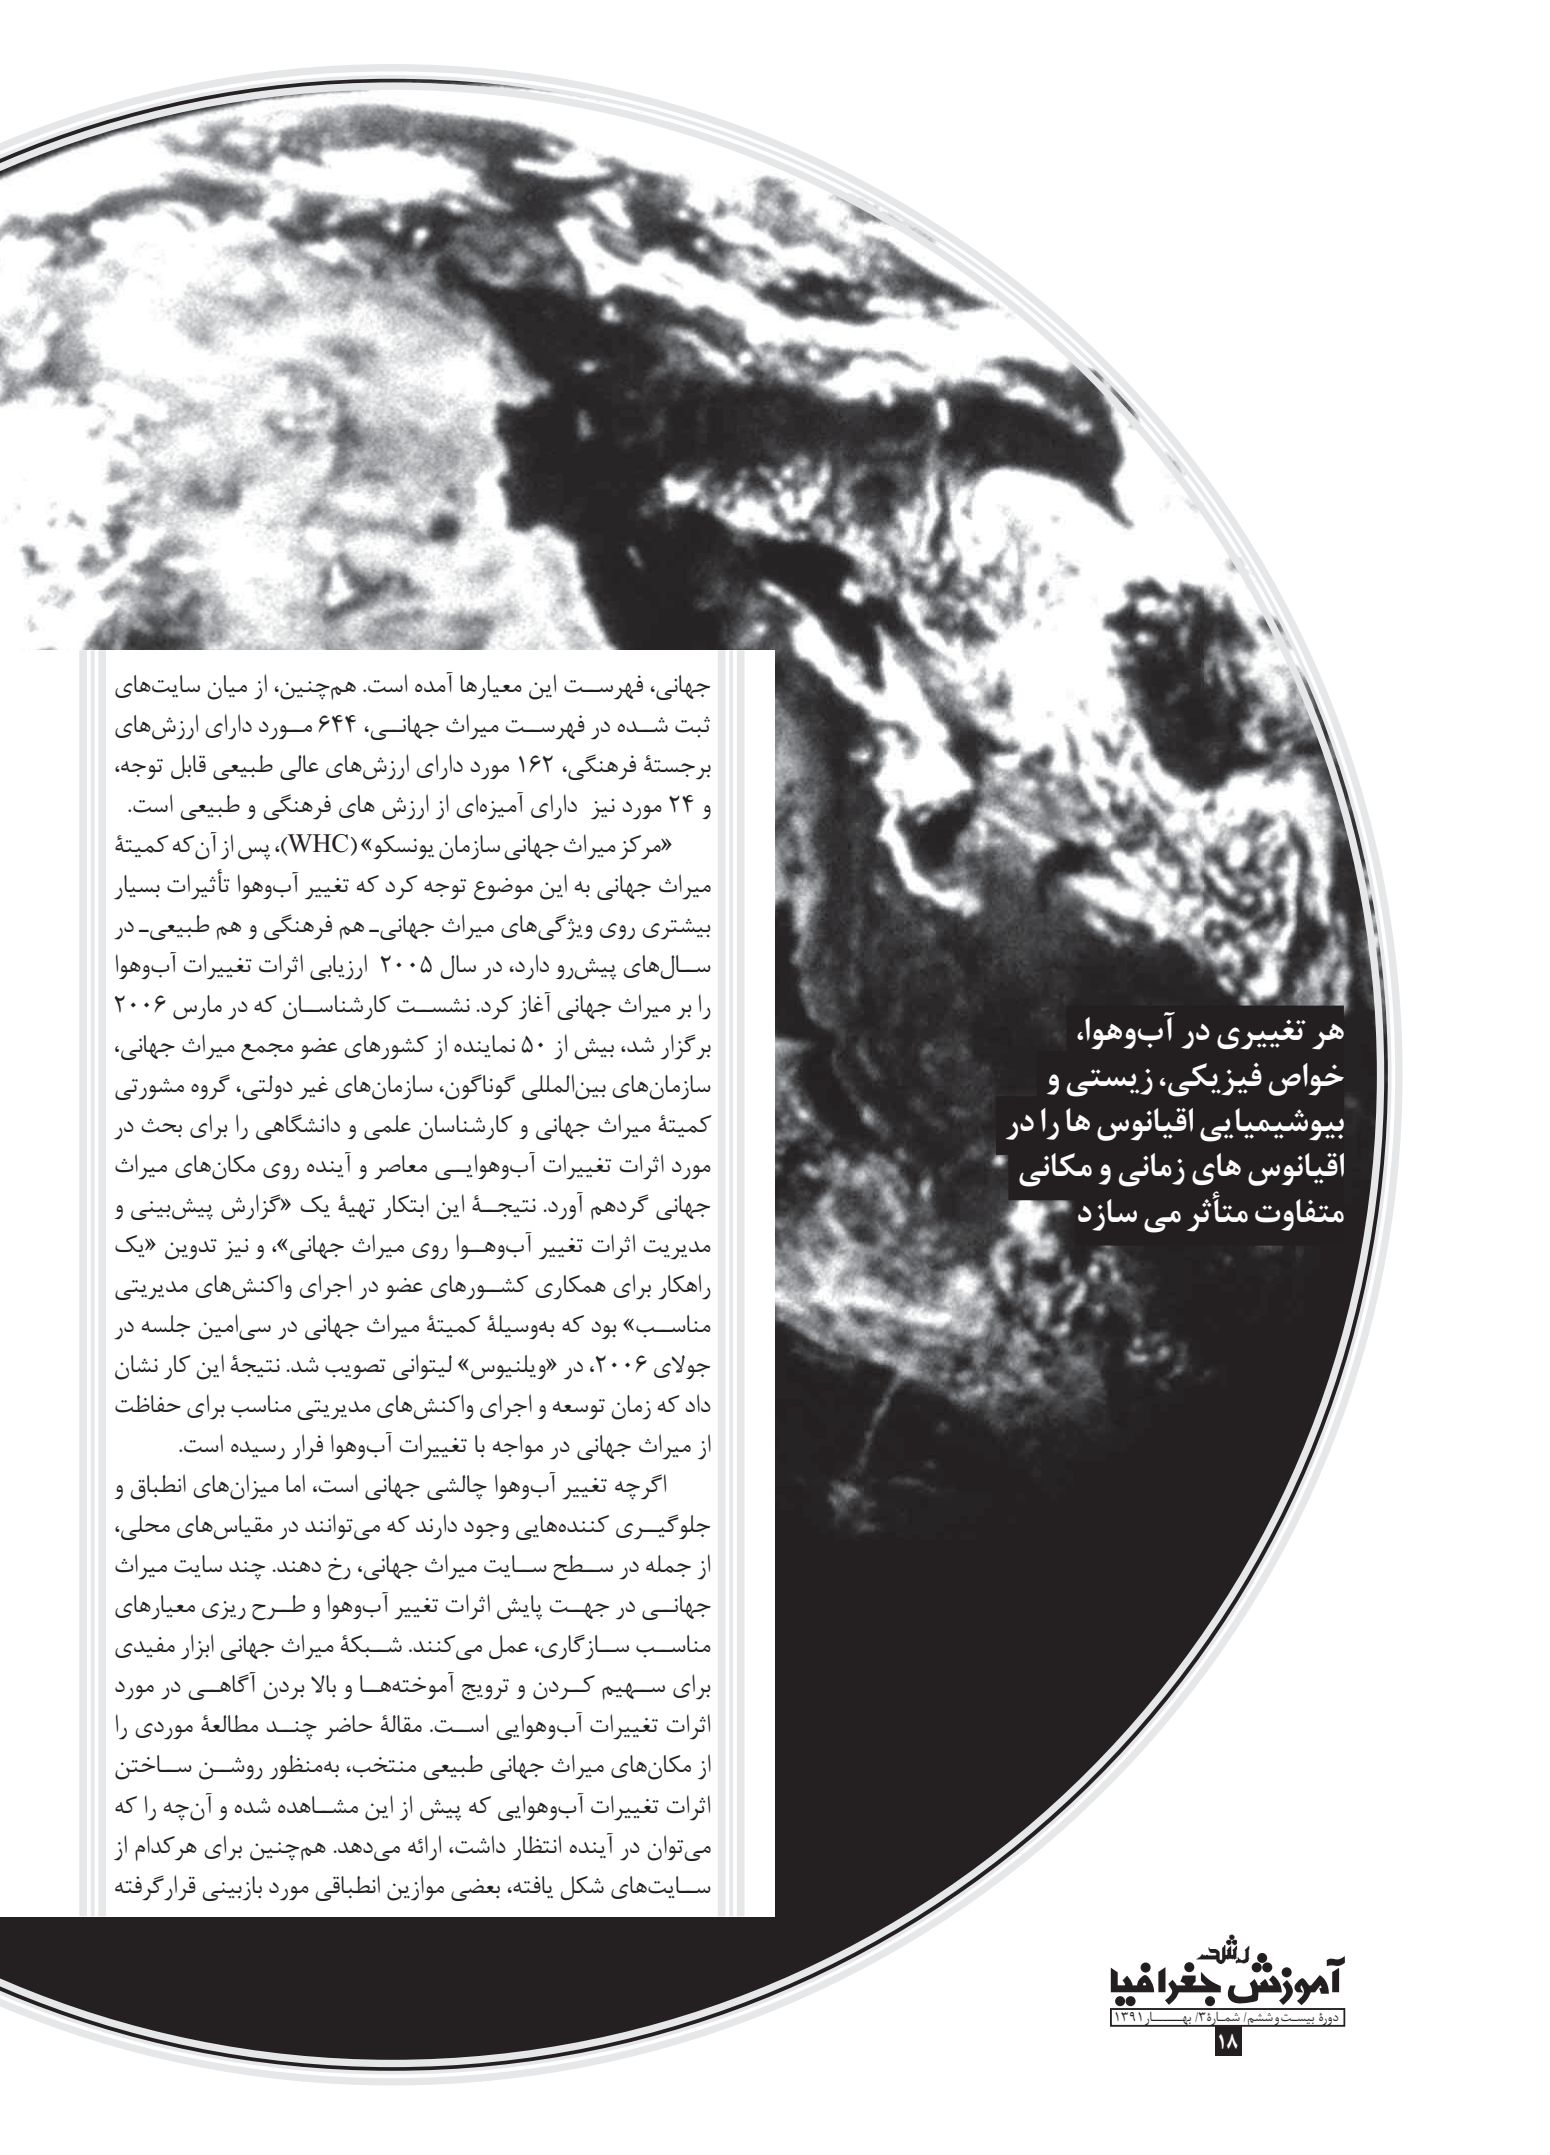 جهانی، فهرست این معیارها آمده است. هم‌چنین، از میان سایت‌های
ثبت شده در فهرست میراث جهانی، ۶۴۴ مورد دارای ارزش‌های
برجستهٔ فرهنگی، ۱۶۲ مورد دارای ارزش‌های عالی طبیعی قابل توجه،
و ۲۴ مورد نیز دارای آمیزه‌ای از ارزش های فرهنگی و طبیعی است.
«مرکز میراث جهانی سازمان یونسکو» (WHC)، پس از آن‌که کمیتهٔ
میراث جهانی به این موضوع توجه کرد که تغییر آب‌وهوا تأثیرات بسیار
بیشتری روی ویژگی‌های میراث جهانی‌ـ هم فرهنگی و هم طبیعی‌ـ در
سال‌های پیش‌رو دارد، در سال ۲۰۰۵ ارزیابی اثرات تغییرات آب‌وهوا
را بر میراث جهانی آغاز کرد. نشست کارشناسان که در مارس ۲۰۰۶
برگزار شد، بیش از ۵۰ نماینده از کشورهای عضو مجمع میراث جهانی،
سازمان‌های بین‌المللی گوناگون، سازمان‌های غیر دولتی، گروه مشورتی
کمیتهٔ میراث جهانی و کارشناسان علمی و دانشگاهی را برای بحث در
مورد اثرات تغییرات آب‌وهوایی معاصر و آینده روی مکان‌های میراث
جهانی گردهم آورد. نتیجهٔ این ابتکار تهیهٔ یک «گزارش پیش‌بینی و
مدیریت اثرات تغییر آب‌وهوا روی میراث جهانی»، و نیز تدوین «یک
راهکار برای همکاری کشورهای عضو در اجرای واکنش‌های مدیریتی
مناسب» بود که به‌وسیلهٔ کمیتهٔ میراث جهانی در سی‌امین جلسه در
جولای ۲۰۰۶، در «ویلنیوس» لیتوانی تصویب شد. نتیجهٔ این کار نشان
داد که زمان توسعه و اجرای واکنش‌های مدیریتی مناسب برای حفاظت
از میراث جهانی در مواجه با تغییرات آب‌وهوا فرار رسیده است.
اگرچه تغییر آب‌وهوا چالشی جهانی است، اما میزان‌های انطباق و
جلوگیری کننده‌هایی وجود دارند که می‌توانند در مقیاس‌های محلی،
از جمله در سطح سایت میراث جهانی، رخ دهند. چند سایت میراث
جهانی در جهت پایش اثرات تغییر آب‌وهوا و طرح ریزی معیارهای
مناسب سازگاری، عمل می‌کنند. شبکهٔ میراث جهانی ابزار مفیدی
برای سهیم کردن و ترویج آموخته‌ها و بالا بردن آگاهی در مورد
اثرات تغییرات آب‌وهوایی است. مقالهٔ حاضر چند مطالعهٔ موردی را
از مکان‌های میراث جهانی طبیعی منتخب، به‌منظور روشن ساختن
اثرات تغییرات آب‌وهوایی که پیش از این مشاهده شده و آن‌چه را که
می‌توان در آینده انتظار داشت، ارائه می‌دهد. هم‌چنین برای هرکدام از
سایت‌های شکل یافته، بعضی موازین انطباقی مورد بازبینی قرارگرفته
هر تغییری در آب‌وهوا،
خواص فیزیکی، زیستی و
بیوشیمیایی اقیانوس ها را در
اقیانوس های زمانی و مکانی
متفاوت متأثر می سازد
رشد
آموزش جغرافیا
دورهٔ بیست‌وششم/ شمارهٔ۳/ بهار۱۳۹۱
۱۸